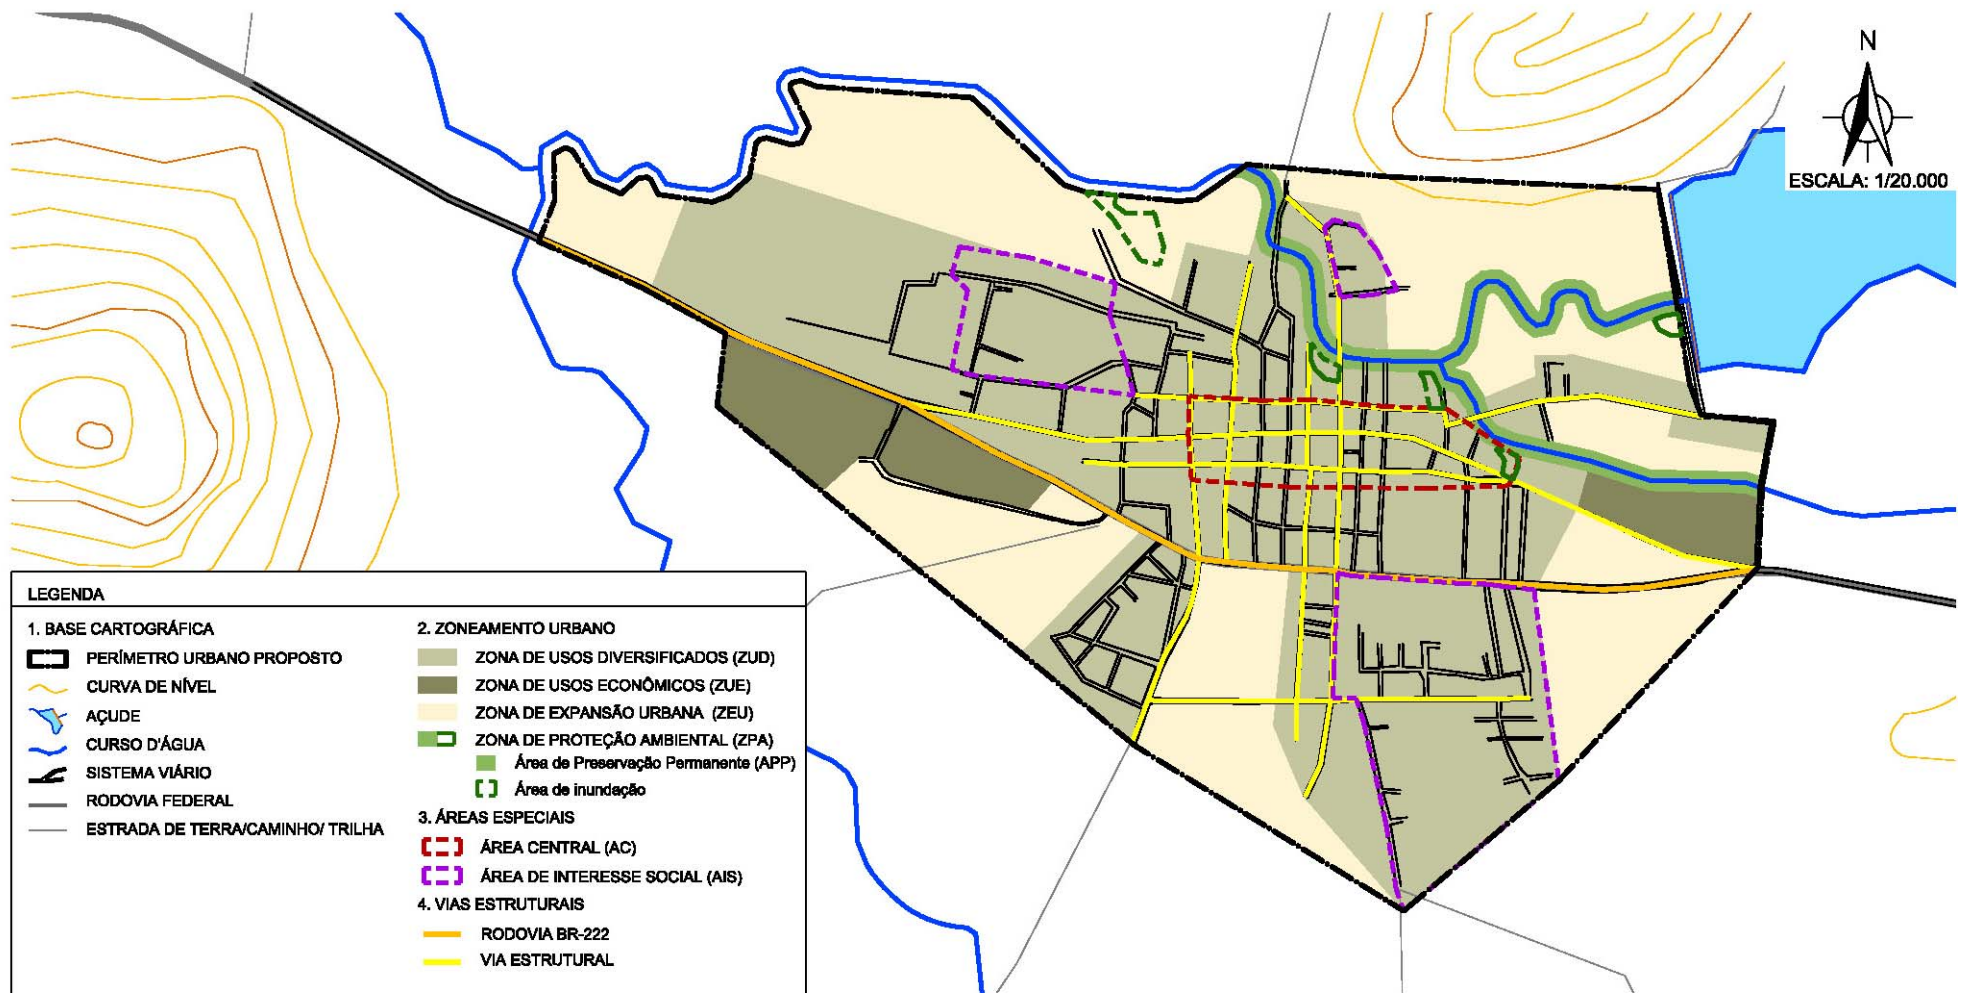 N
ESCALA: 1/20.000
LEGENDA
1. BASE CARTOGRÁFICA
PERÍMETRO URBANO PROPOSTO
CURVA DE NÍVEL
AÇUDE
CURSO D'ÁGUA
SISTEMA VIÁRIO
RODOVIA FEDERAL
ESTRADA DE TERRA/CAMINHO/ TRILHA
2. ZONEAMENTO URBANO
ZONA DE USOS DIVERSIFICADOS (ZUD)
ZONA DE USOS ECONÔMICOS (ZUE)
ZONA DE EXPANSÃO URBANA (ZEU)
ZONA DE PROTEÇÃO AMBIENTAL (ZPA)
Área de Preservação Permanente (APP)
Área de inundação
3. ÁREAS ESPECIAIS
ÁREA CENTRAL (AC)
ÁREA DE INTERESSE SOCIAL (AIS)
4. VIAS ESTRUTURAIS
RODOVIA BR-222
VIA ESTRUTURAL